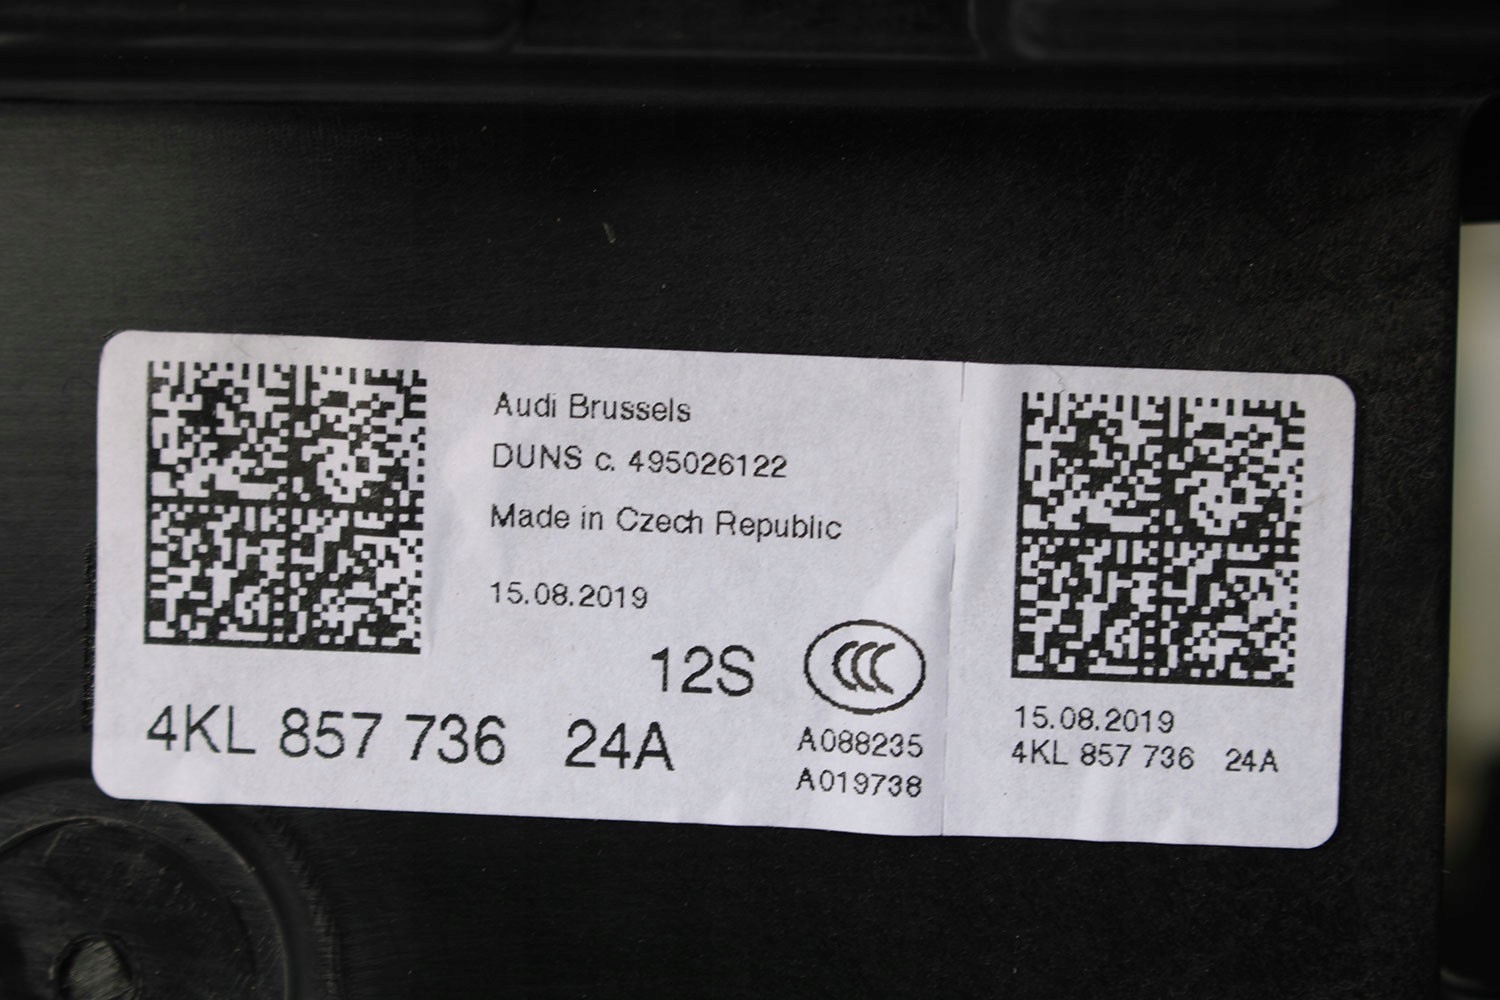 Audi Brussels
DUNS c. 495026122
Made in Czech Republic
15.08.2019
12S
CCC
4KL 857 736 24A
A088235
A019738
15.08.2019
4KL 857 736 24A